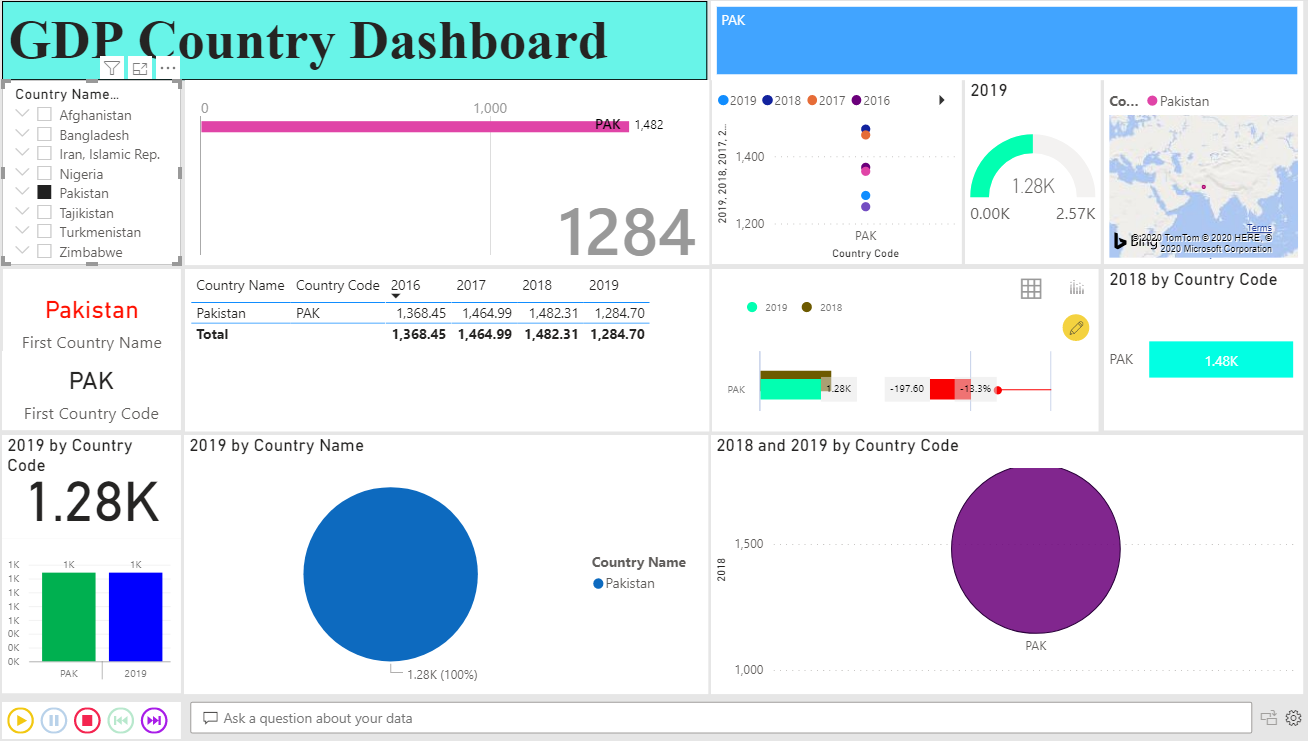 GDP Country Dashboard
PAK
Country Name...
Afghanistan
Bangladesh
Iran, Islamic Rep.
Nigeria
Pakistan
Tajikistan
Turkmenistan
Zimbabwe
0 1,000
PAK 1,482
1284
2019 2018 2017 2016
2019, 2018, 2017, 2...
1,400
1,200
PAK
Country Code
2019
1.28K
0.00K 2.57K
Co... Pakistan
Bing
Terms
© 2020 TomTom © 2020 HERE, ©
2020 Microsoft Corporation
Pakistan
First Country Name
PAK
First Country Code
Country Name Country Code 2016 2017 2018 2019
Pakistan PAK 1,368.45 1,464.99 1,482.31 1,284.70
Total 1,368.45 1,464.99 1,482.31 1,284.70
2019 2018
PAK 1.28K -197.60 -13.3%
2018 by Country Code
PAK 1.48K
2019 by Country
Code
1.28K
1K 1K 1K
1K
1K
1K
1K
0K
0K
0K
PAK 2019
2019 by Country Name
Country Name
Pakistan
1.28K (100%)
2018 and 2019 by Country Code
1,500
2018
PAK
1,000
Ask a question about your data